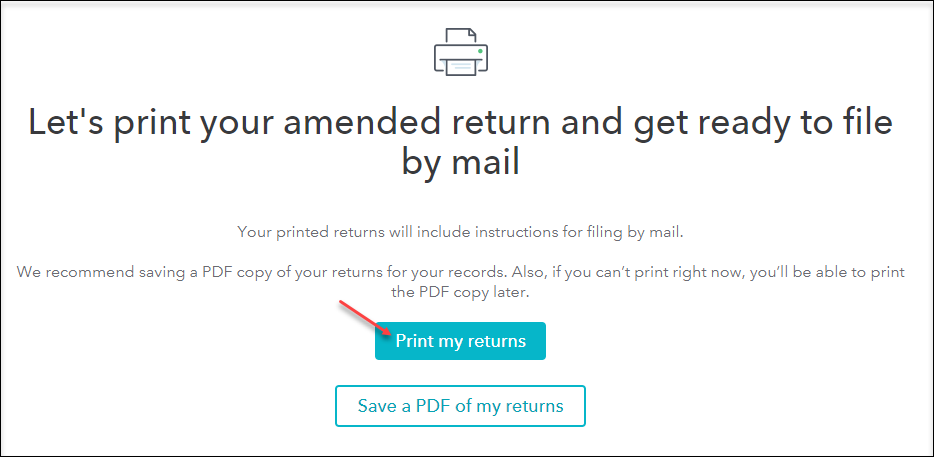 Let's print your amended return and get ready to file
by mail
Your printed returns will include instructions for filing by mail.
We recommend saving a PDF copy of your returns for your records. Also, if you can’t print right now, you’ll be able to print
the PDF copy later.
Print my returns
Save a PDF of my returns